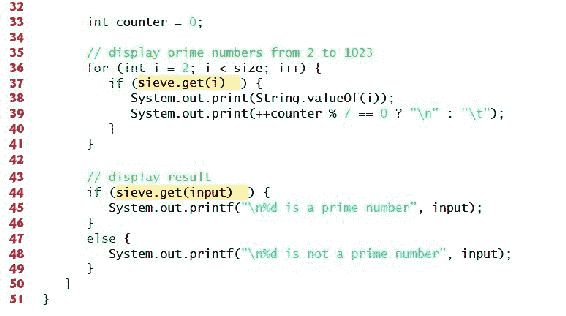 32
33 int counter = 0;
34
35 // display prime numbers from 2 to 1023
36 for (int i = 2; i < size; i++) {
37 if (sieve.get(i) ) {
38 System.out.print(String.valueOf(i));
39 System.out.print(++counter % 7 == 0 ? "\n" : "\t");
40 }
41 }
42
43 // display result
44 if (sieve.get(input) ) {
45 System.out.printf("\n%d is a prime number", input);
46 }
47 else {
48 System.out.printf("\n%d is not a prime number", input);
49 }
50 }
51 }